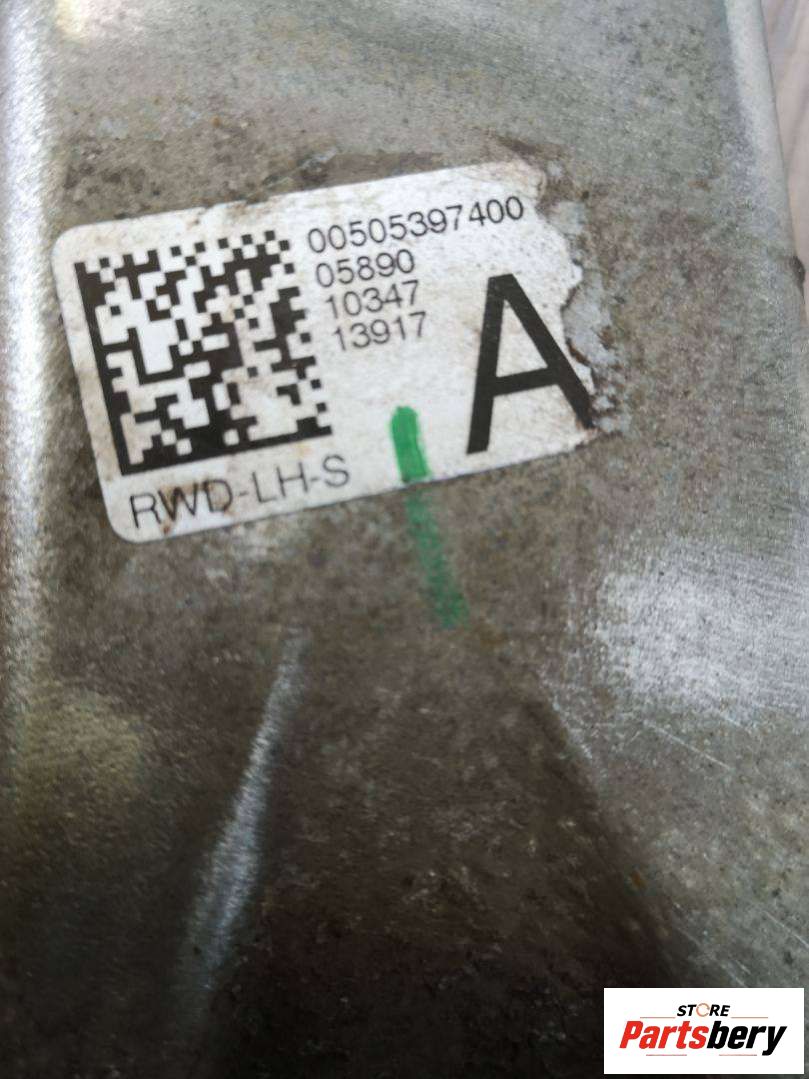 00505397400
05890
10347
13917
A
RWD-LH-S
STORE
Partsbery